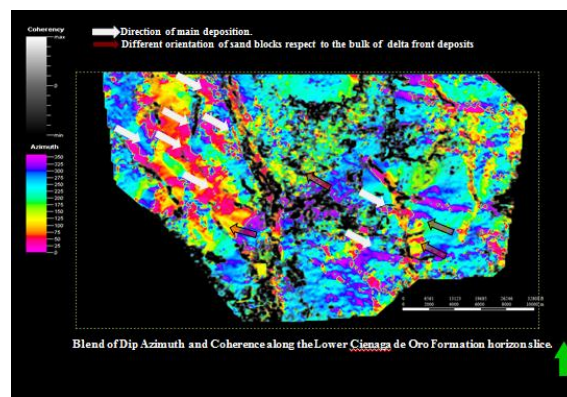 Direction of main deposition.
Different orientation of sand blocks respect to the bulk of delta front deposits
Coherency
0
min
Azimuth
350
325
300
275
250
225
200
175
150
125
100
75
50
25
0
Blend of Dip Azimuth and Coherence along the Lower Cienaga de Oro Formation horizon slice.